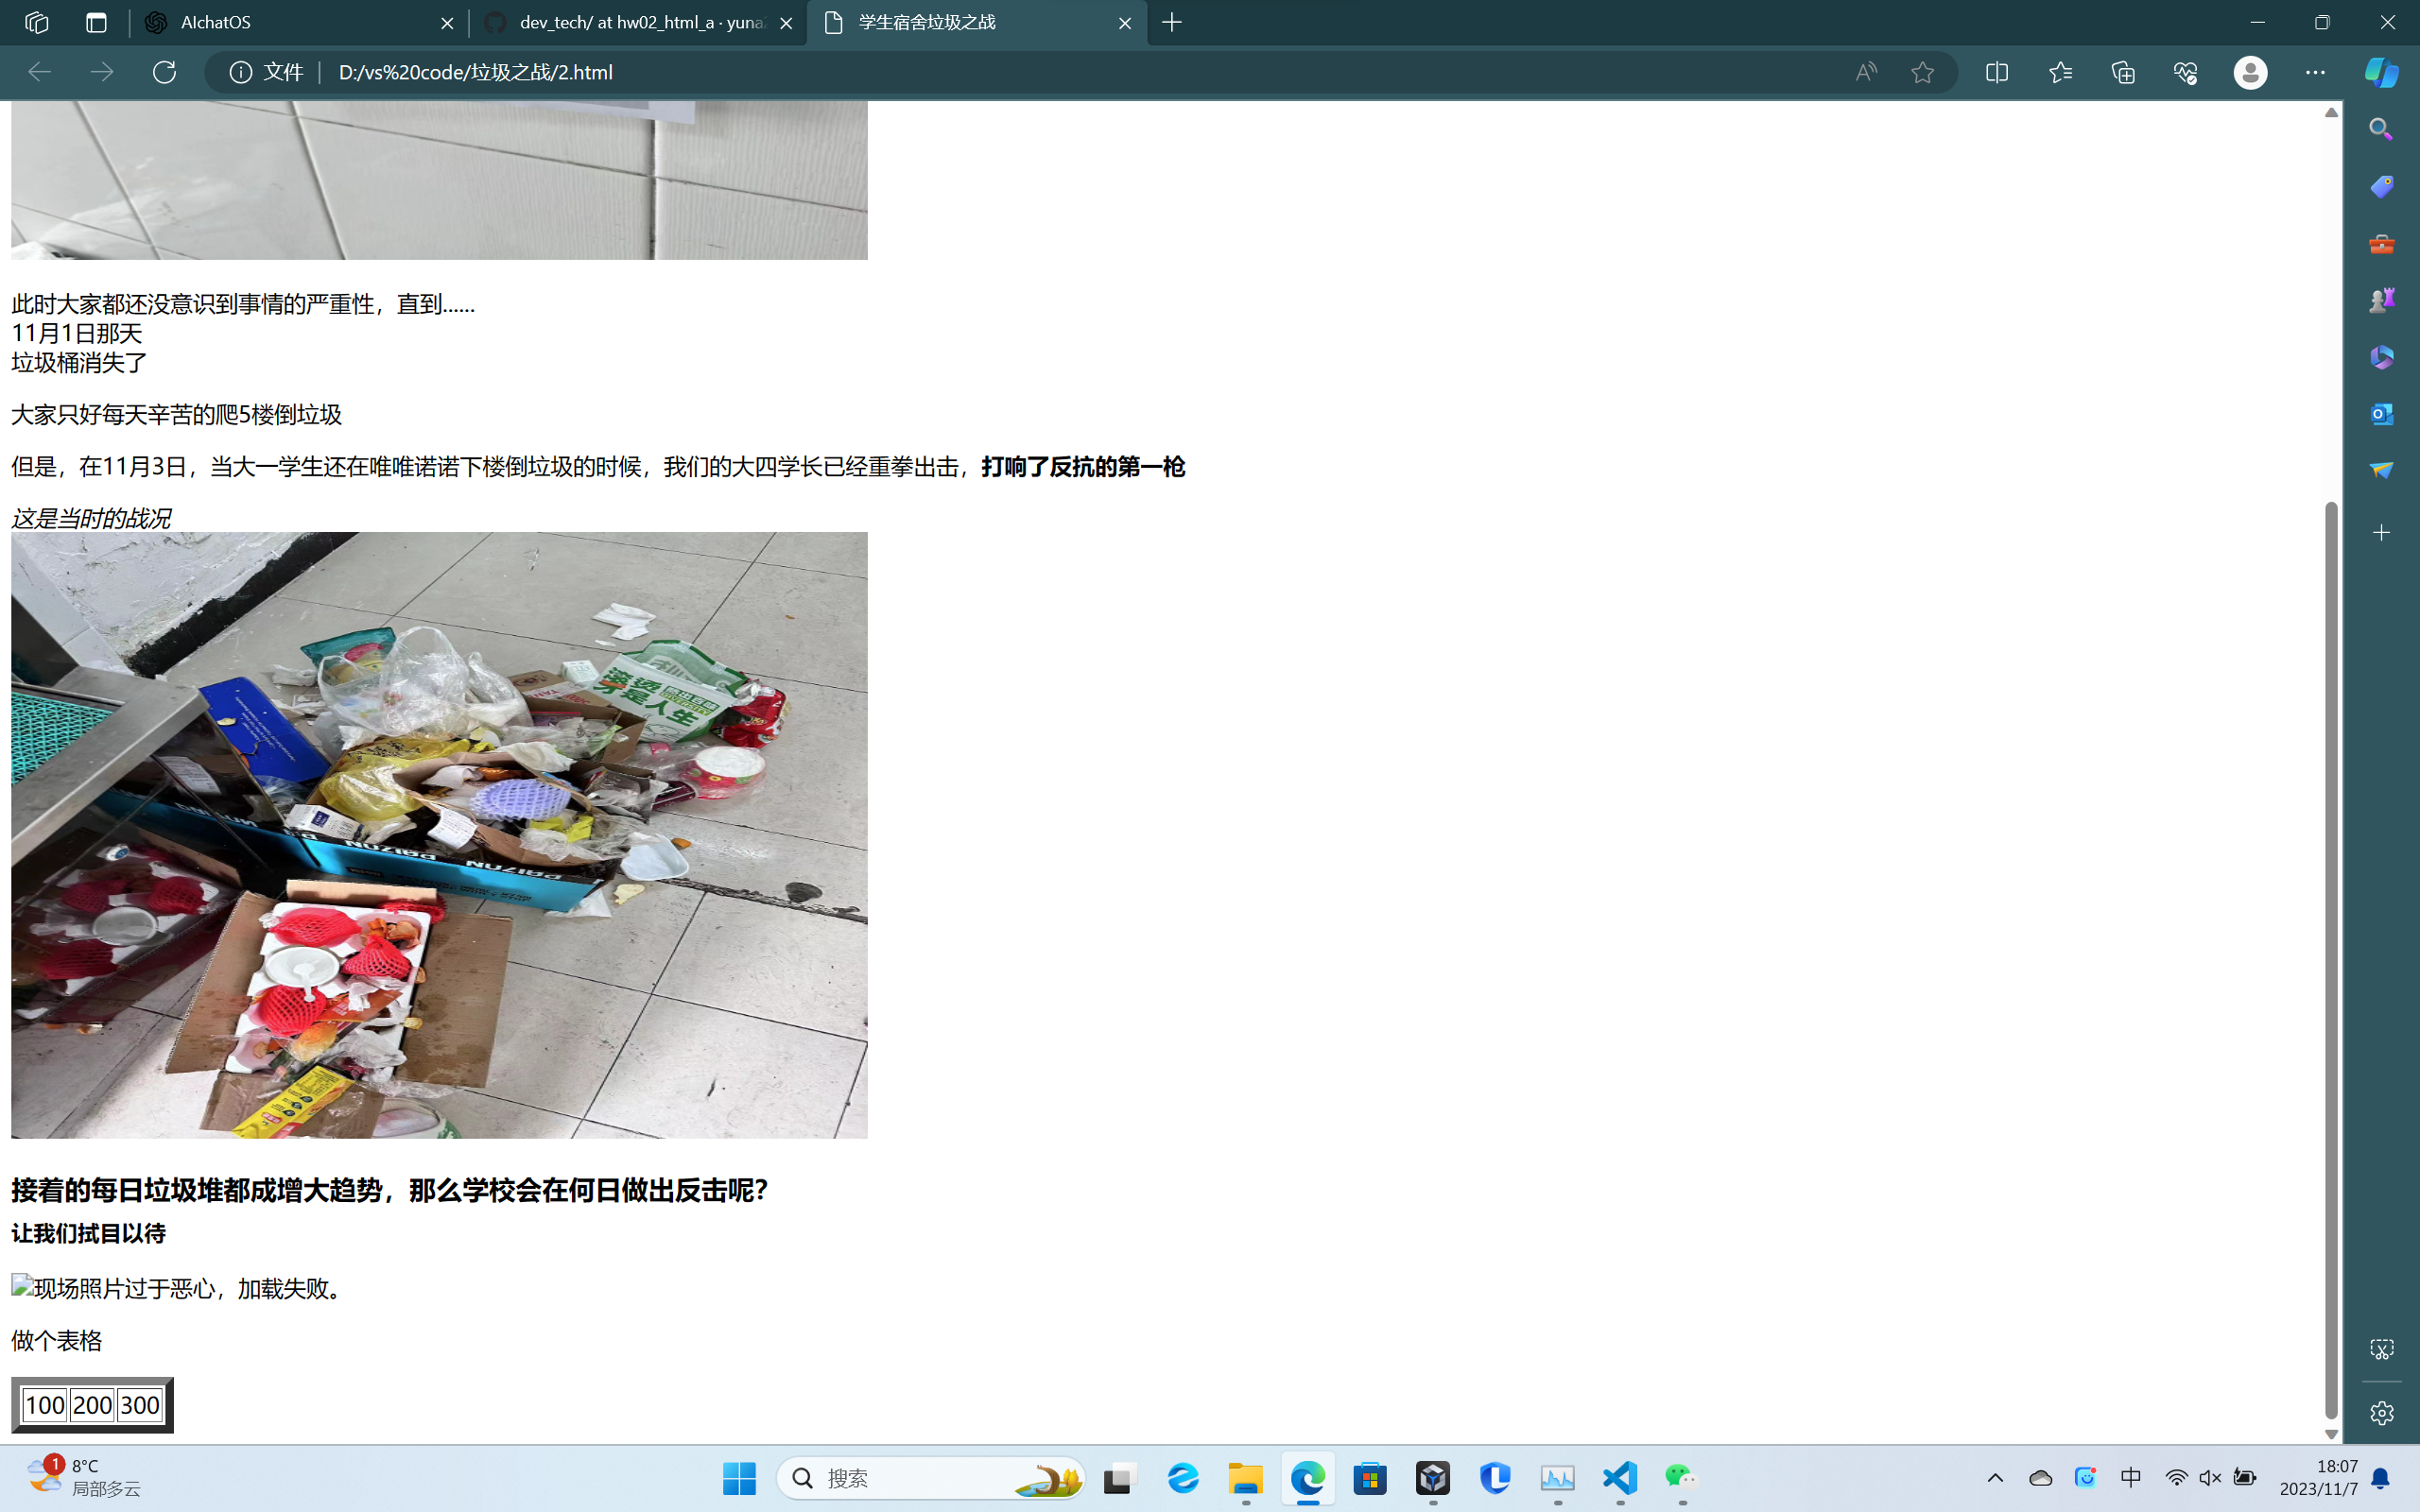 AIchatOS
dev_tech/ at hw02_html_a · yuna
学生宿舍垃圾之战
文件
D:/vs%20code/垃圾之战/2.html
此时大家都还没意识到事情的严重性，直到......
11月1日那天
垃圾桶消失了
大家只好每天辛苦的爬5楼倒垃圾
但是，在11月3日，当大一学生还在唯唯诺诺下楼倒垃圾的时候，我们的大四学长已经重拳出击，打响了反抗的第一枪
这是当时的战况
滚烫
才是人生
PAIZUN
PAIZUN
接着的每日垃圾堆都成增大趋势，那么学校会在何日做出反击呢？
让我们拭目以待
现场照片过于恶心，加载失败。
做个表格
100 200 300
1
8°C
局部多云
搜索
中
18:07
2023/11/7